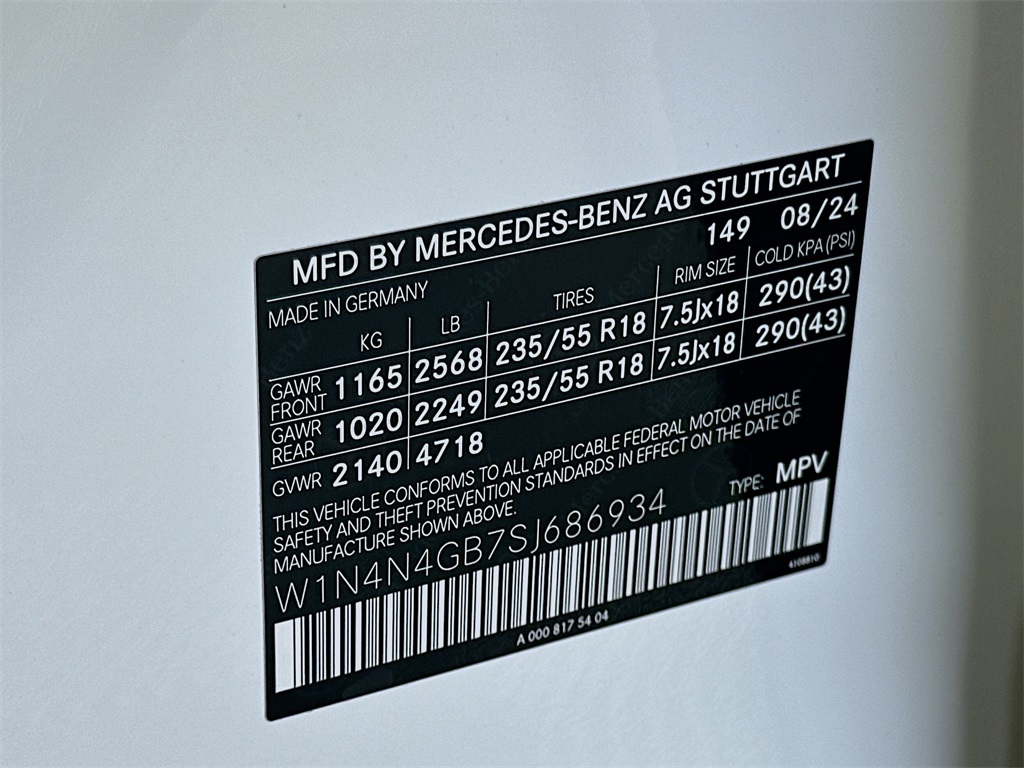 MFD BY MERCEDES-BENZ AG STUTTGART
MADE IN GERMANY 149 08/24
KG LB TIRES RIM SIZE COLD KPA (PSI)
GAWR FRONT 1165 2568 235/55 R18 7.5Jx18 290(43)
GAWR REAR 1020 2249 235/55 R18 7.5Jx18 290(43)
GVWR 2140 4718
THIS VEHICLE CONFORMS TO ALL APPLICABLE FEDERAL MOTOR VEHICLE
SAFETY AND THEFT PREVENTION STANDARDS IN EFFECT ON THE DATE OF
MANUFACTURE SHOWN ABOVE.
TYPE: MPV
W1N4N4GB7SJ686934
A 000 817 54 04